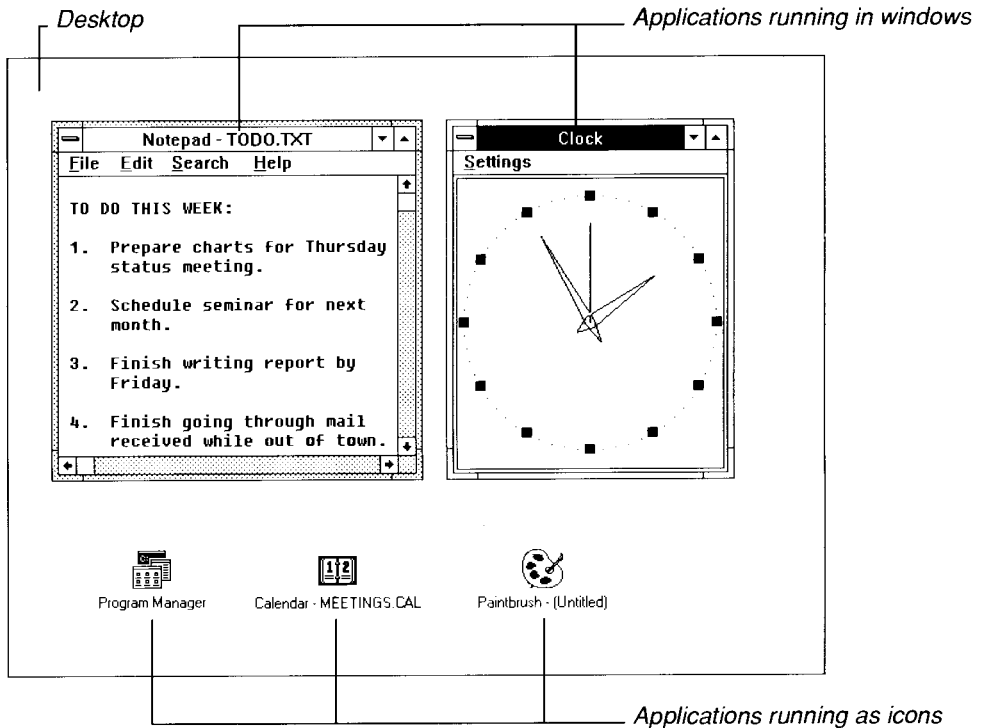 Desktop
Applications running in windows
Notepad - TODO.TXT
File Edit Search Help
TO DO THIS WEEK:
1. Prepare charts for Thursday
status meeting.
2. Schedule seminar for next
month.
3. Finish writing report by
Friday.
4. Finish going through mail
received while out of town.
Clock
Settings
Program Manager
12
Calendar - MEETINGS.CAL
Paintbrush - (Untitled)
Applications running as icons